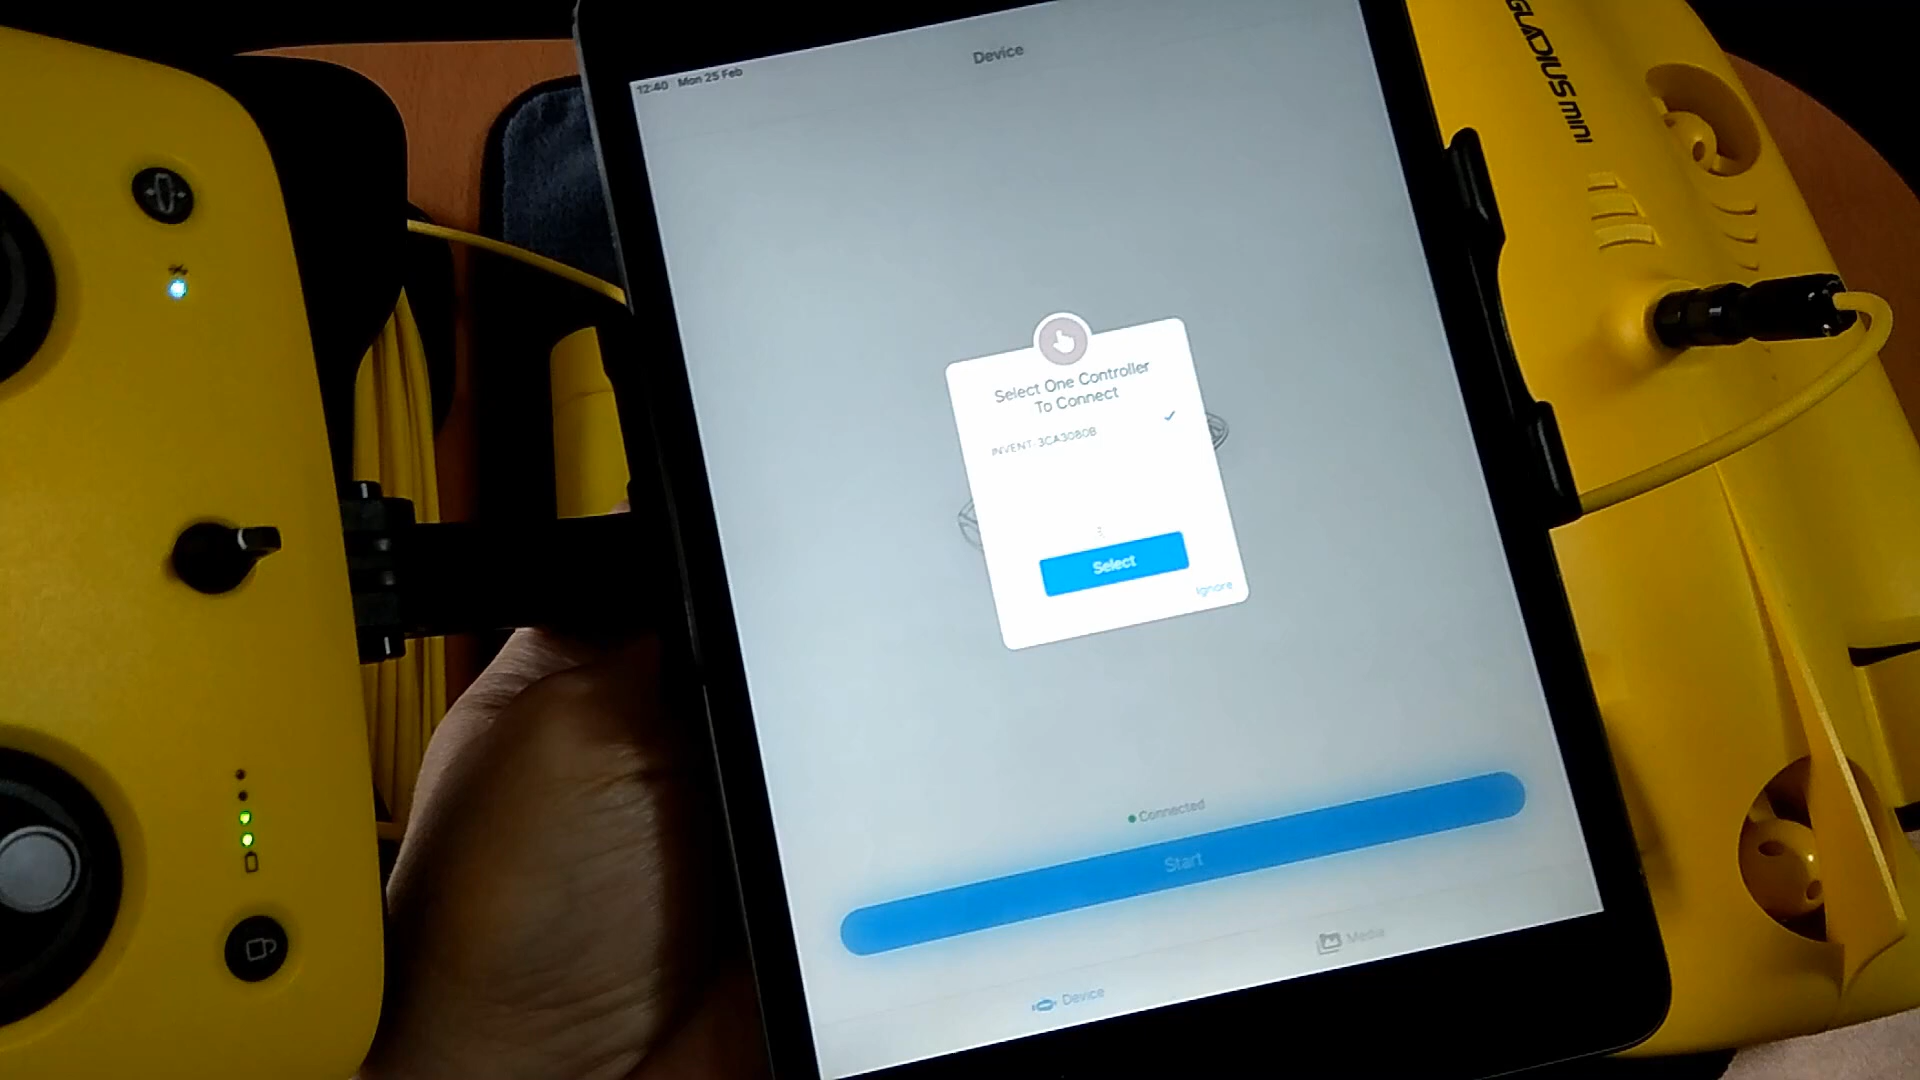 12:40 Mon 25 Feb
Device
GLADIUS mini
Select One Controller
To Connect
INVENT-3CA3080B
Select
Ignore
Connected
Start
Device
Media